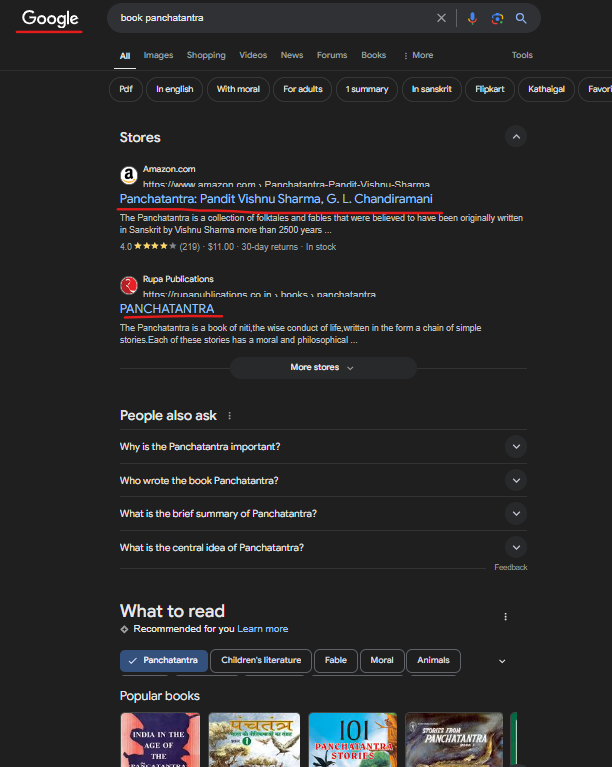 Google
book panchatantra
All Images Shopping Videos News Forums Books More Tools
Pdf In english With moral For adults 1 summary In sanskrit Flipkart Kathaigal Favori
Stores
Amazon.com
https://www.amazon.com › Panchatantra-Pandit-Vishnu-Sharma
Panchatantra: Pandit Vishnu Sharma, G. L. Chandiramani
The Panchatantra is a collection of folktales and fables that were believed to have been originally written
in Sanskrit by Vishnu Sharma more than 2500 years ...
4.0 ★★★★★ (219) · $11.00 · 30-day returns · In stock
Rupa Publications
https://rupapublications.co.in › books › panchatantra
PANCHATANTRA
The Panchatantra is a book of niti,the wise conduct of life,written in the form a chain of simple
stories.Each of these stories has a moral and philosophical ...
More stores
People also ask
Why is the Panchatantra important?
Who wrote the book Panchatantra?
What is the brief summary of Panchatantra?
What is the central idea of Panchatantra?
Feedback
What to read
Recommended for you Learn more
Panchatantra Children's literature Fable Moral Animals
Popular books
INDIA IN THE
AGE OF
THE
PAÑCHATANTRA
पंचतंत्र
1
101
PANCHATANTRA
STORIES
STORIES FROM
PANCHATANTRA